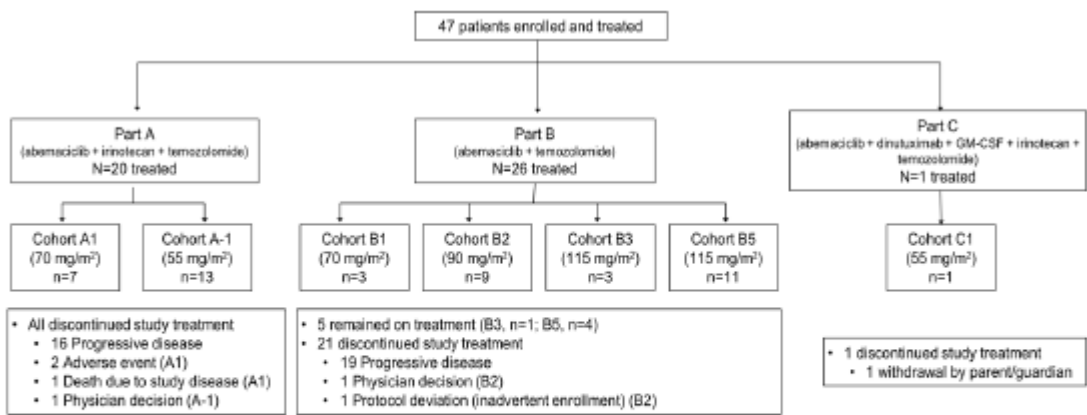 47 patients enrolled and treated
Part A
(abemaciclib + irinotecan + temozolomide)
N=20 treated
Part B
(abemaciclib + temozolomide)
N=26 treated
Part C
(abemaciclib + dinutuximab + GM-CSF + irinotecan +
temozolomide)
N=1 treated
Cohort A1
(70 mg/m²)
n=7
Cohort A-1
(55 mg/m²)
n=13
Cohort B1
(70 mg/m²)
n=3
Cohort B2
(90 mg/m²)
n=9
Cohort B3
(115 mg/m²)
n=3
Cohort B5
(115 mg/m²)
n=11
Cohort C1
(55 mg/m²)
n=1
• All discontinued study treatment
• 16 Progressive disease
• 2 Adverse event (A1)
• 1 Death due to study disease (A1)
• 1 Physician decision (A-1)
• 5 remained on treatment (B3, n=1; B5, n=4)
• 21 discontinued study treatment
• 19 Progressive disease
• 1 Physician decision (B2)
• 1 Protocol deviation (inadvertent enrollment) (B2)
• 1 discontinued study treatment
• 1 withdrawal by parent/guardian